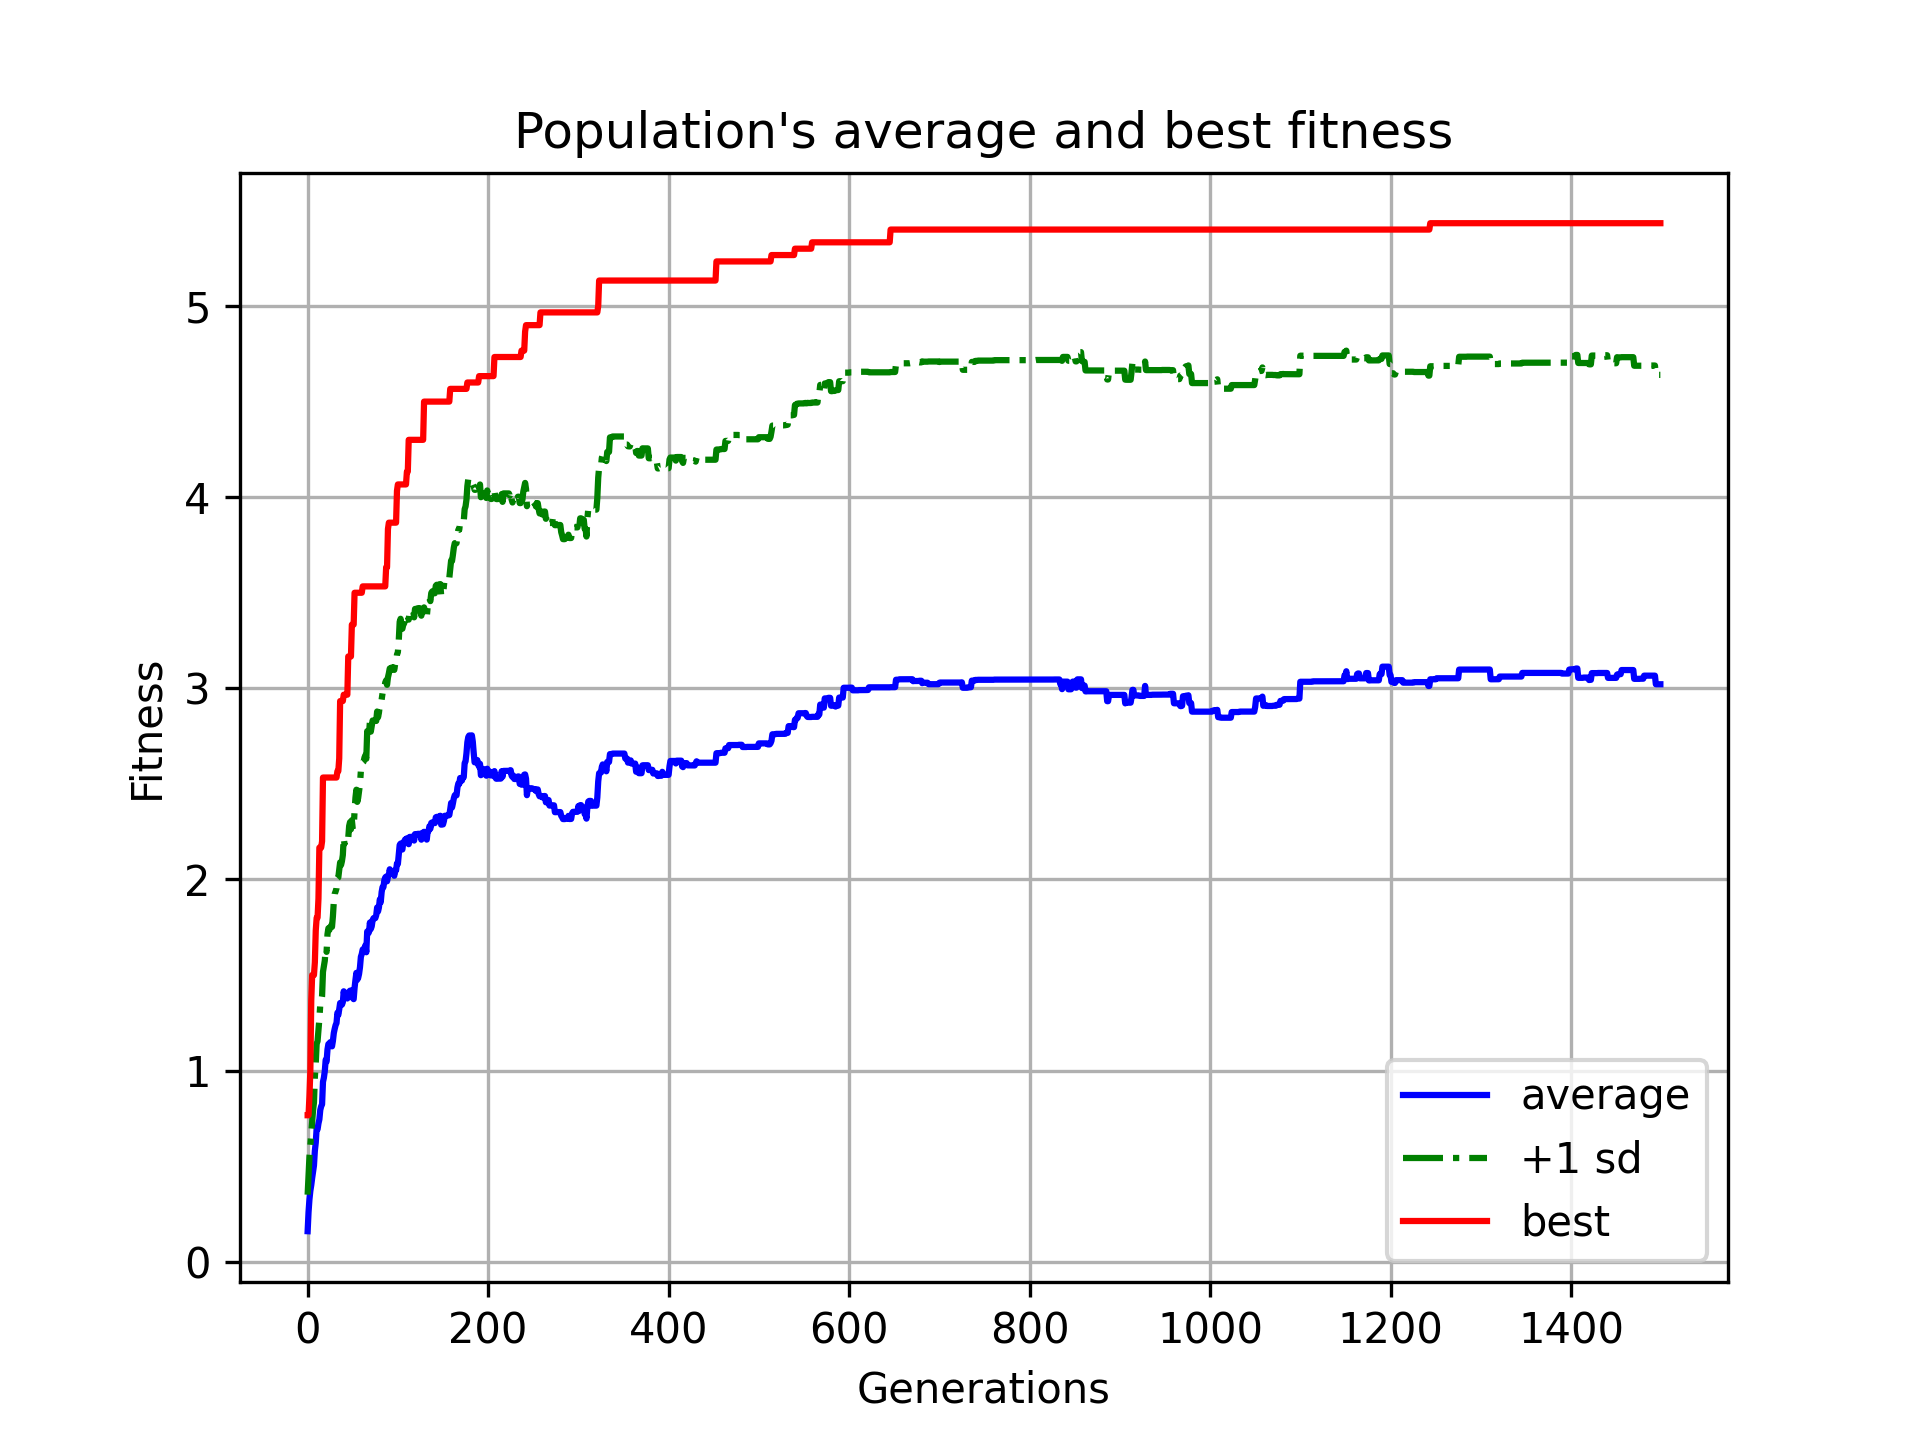 Population's average and best fitness
Fitness
5
4
3
2
1
0
0 200 400 600 800 1000 1200 1400
Generations
average
+1 sd
best